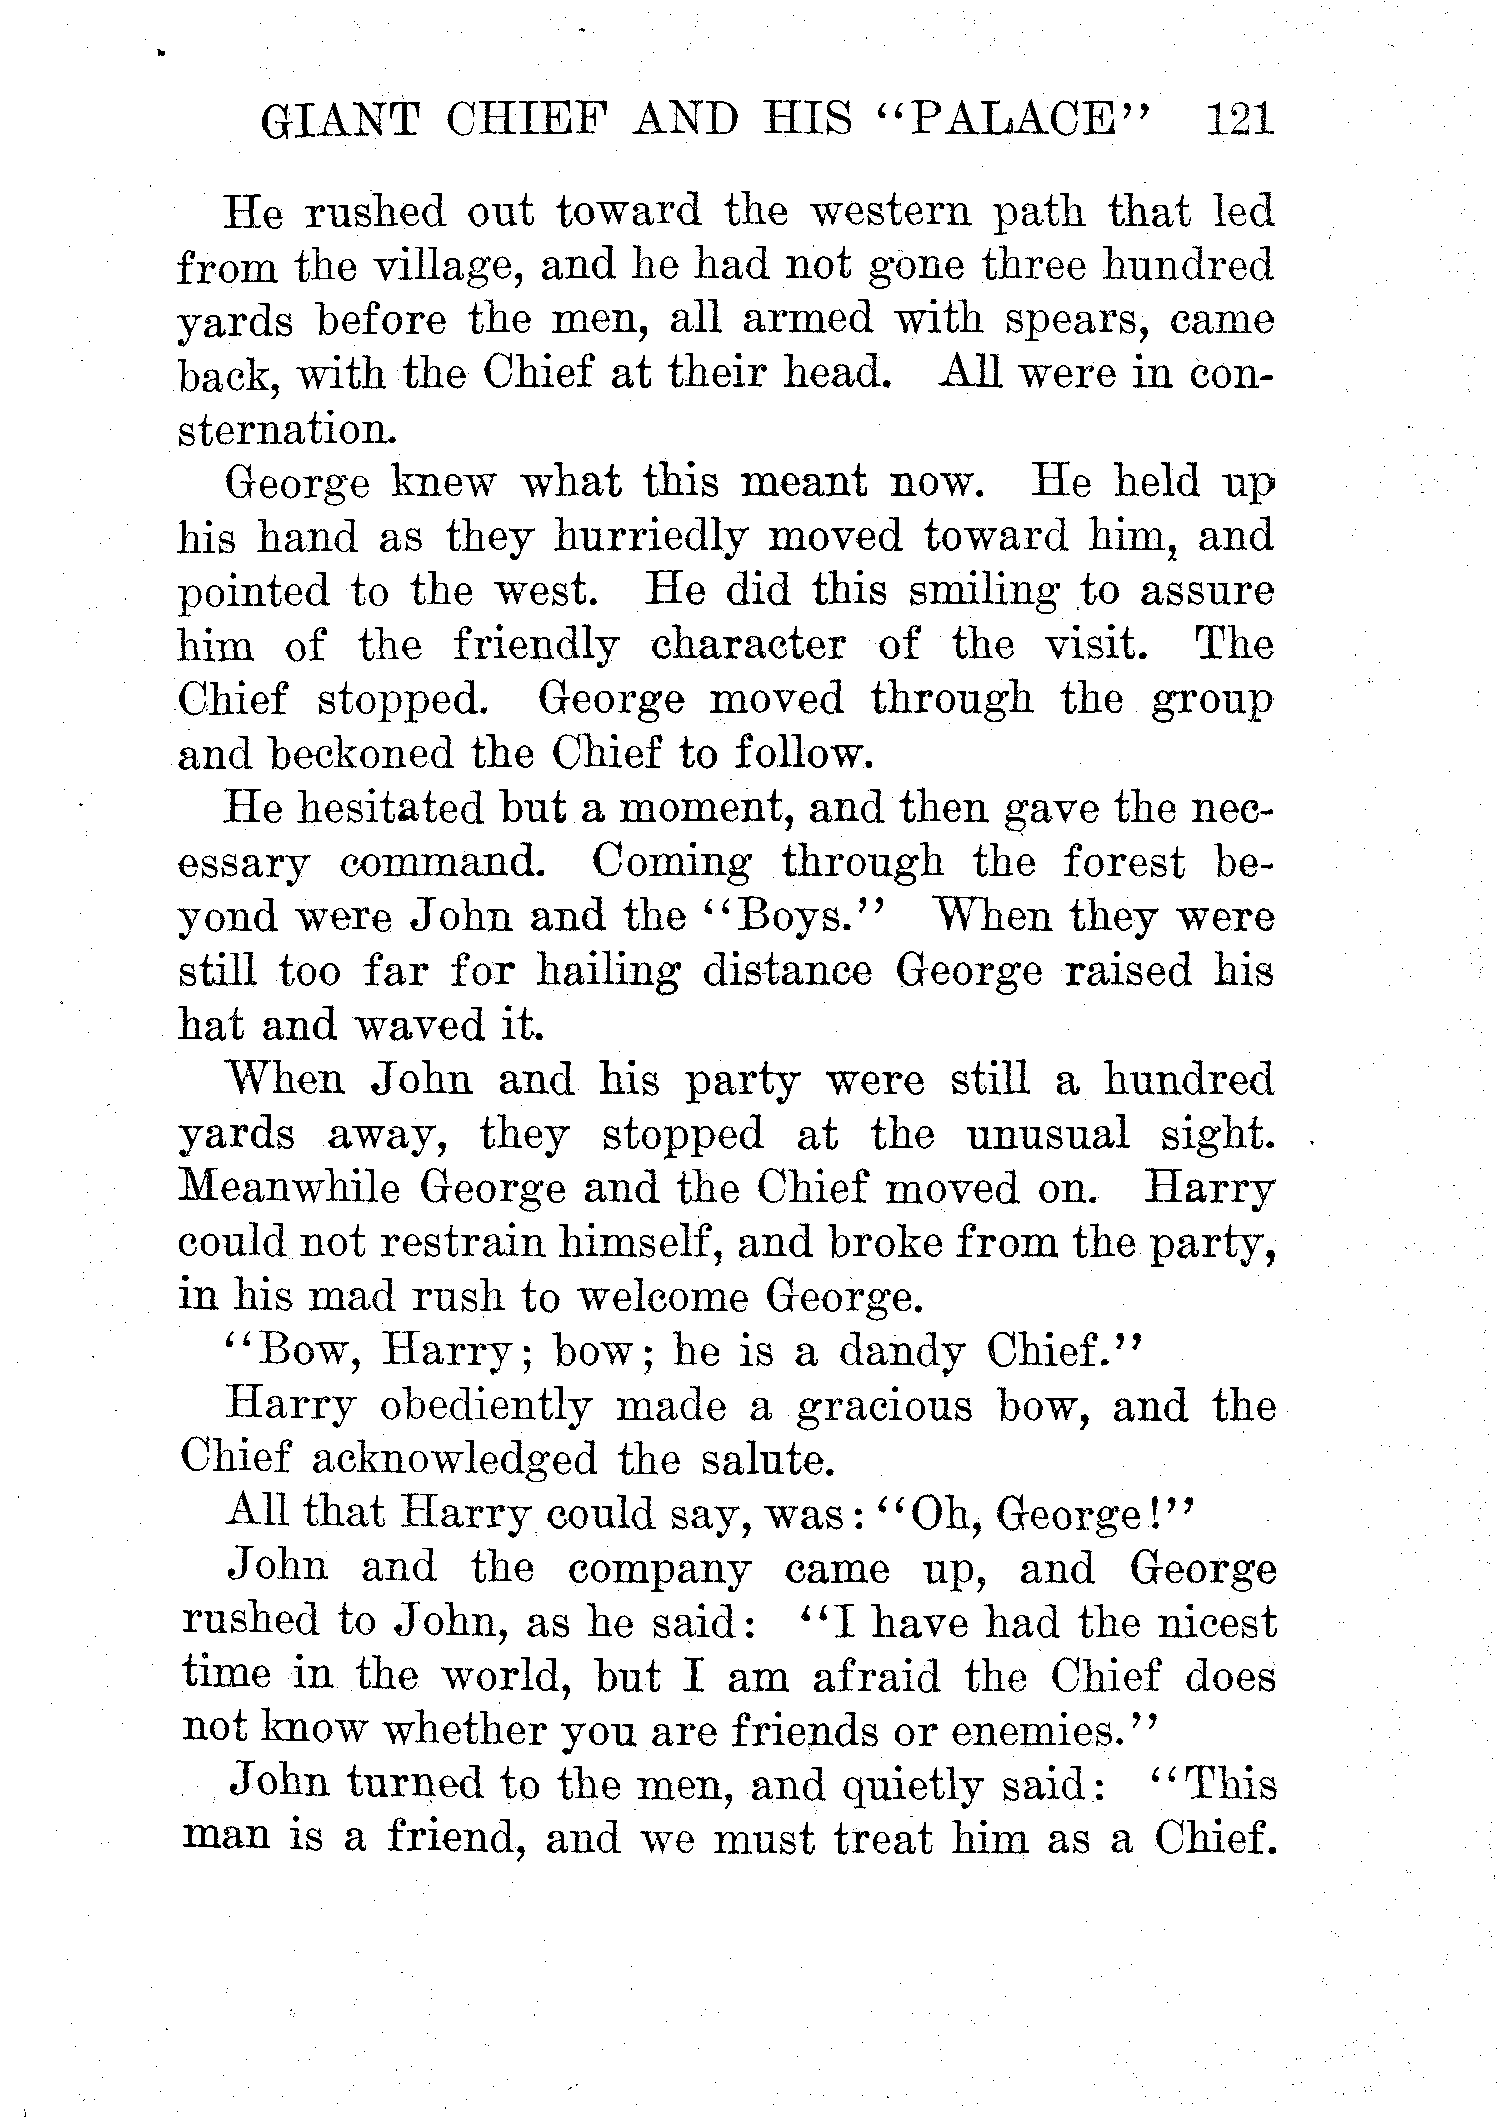 GIANT CHIEF AND HIS "PALACE" 121
He rushed out toward the western path that led
from the village, and he had not gone three hundred
yards before the men, all armed with spears, came
back, with the Chief at their head. All were in con-
sternation.
George knew what this meant now. He held up
his hand as they hurriedly moved toward him, and
pointed to the west. He did this smiling to assure
him of the friendly character of the visit. The
Chief stopped. George moved through the group
and beckoned the Chief to follow.
He hesitated but a moment, and then gave the nec-
essary command. Coming through the forest be-
yond were John and the "Boys." When they were
still too far for hailing distance George raised his
hat and waved it.
When John and his party were still a hundred
yards away, they stopped at the unusual sight.
Meanwhile George and the Chief moved on. Harry
could not restrain himself, and broke from the party,
in his mad rush to welcome George.
"Bow, Harry; bow; he is a dandy Chief."
Harry obediently made a gracious bow, and the
Chief acknowledged the salute.
All that Harry could say, was: "Oh, George!"
John and the company came up, and George
rushed to John, as he said: "I have had the nicest
time in the world, but I am afraid the Chief does
not know whether you are friends or enemies."
John turned to the men, and quietly said: "This
man is a friend, and we must treat him as a Chief.